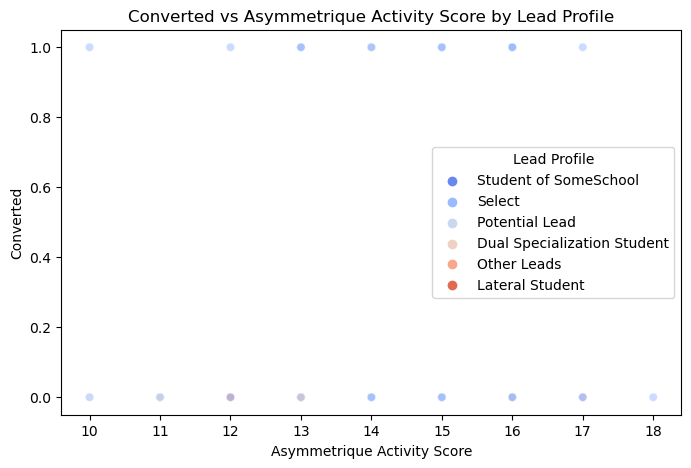 Converted vs Asymmetrique Activity Score by Lead Profile
1.0
0.8
0.6
0.4
0.2
0.0
Converted
Lead Profile
Student of SomeSchool
Select
Potential Lead
Dual Specialization Student
Other Leads
Lateral Student
10 11 12 13 14 15 16 17 18
Asymmetrique Activity Score